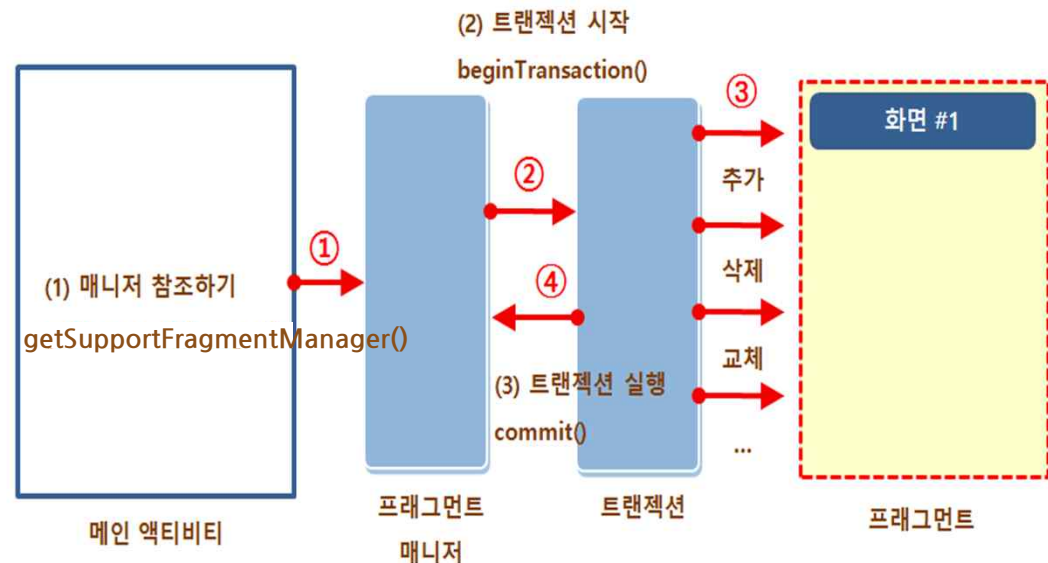 (2) 트랜젝션 시작
beginTransaction()
③
화면 #1
②
추가
①
삭제
(1) 매니저 참조하기
④
getSupportFragmentManager()
교체
(3) 트랜젝션 실행
commit()
...
프래그먼트
매니저
트랜젝션
프래그먼트
메인 액티비티